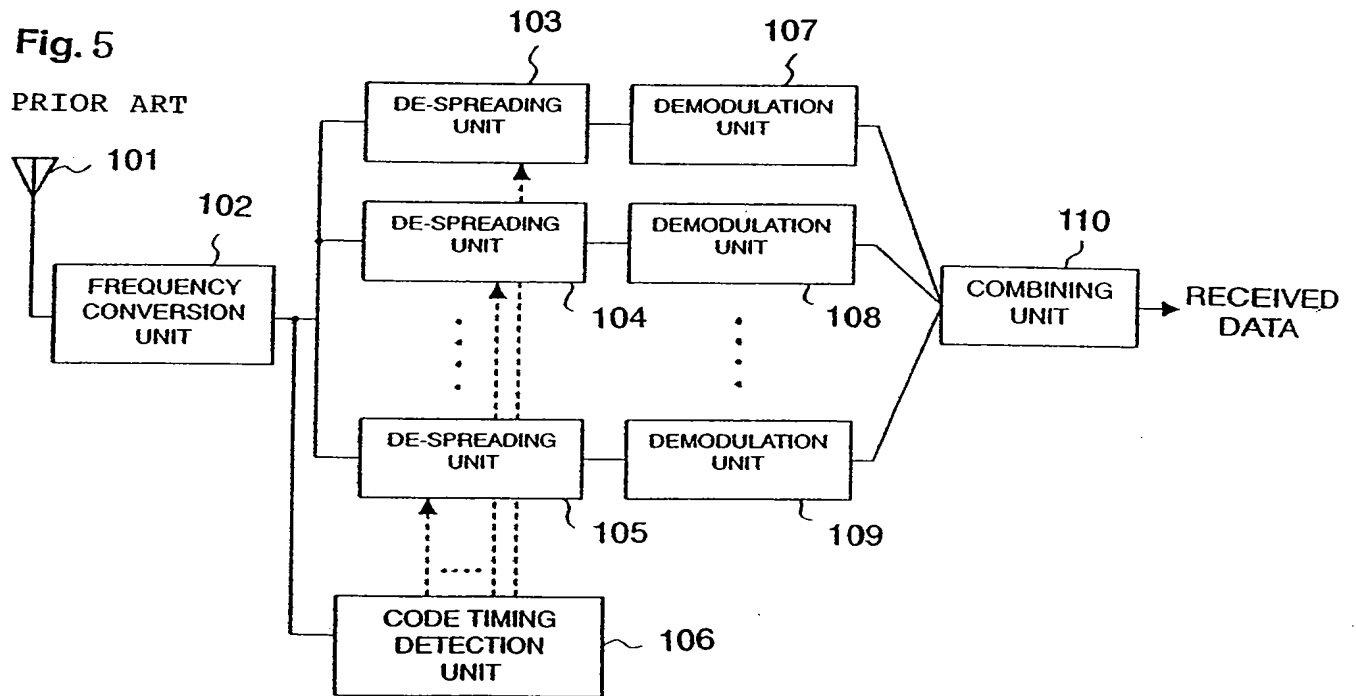 Fig. 5
PRIOR ART
101
102
FREQUENCY
CONVERSION
UNIT
103
DE-SPREADING
UNIT
107
DEMODULATION
UNIT
DE-SPREADING
UNIT
104
DEMODULATION
UNIT
108
110
COMBINING
UNIT
RECEIVED
DATA
DE-SPREADING
UNIT
105
DEMODULATION
UNIT
109
CODE TIMING
DETECTION
UNIT
106